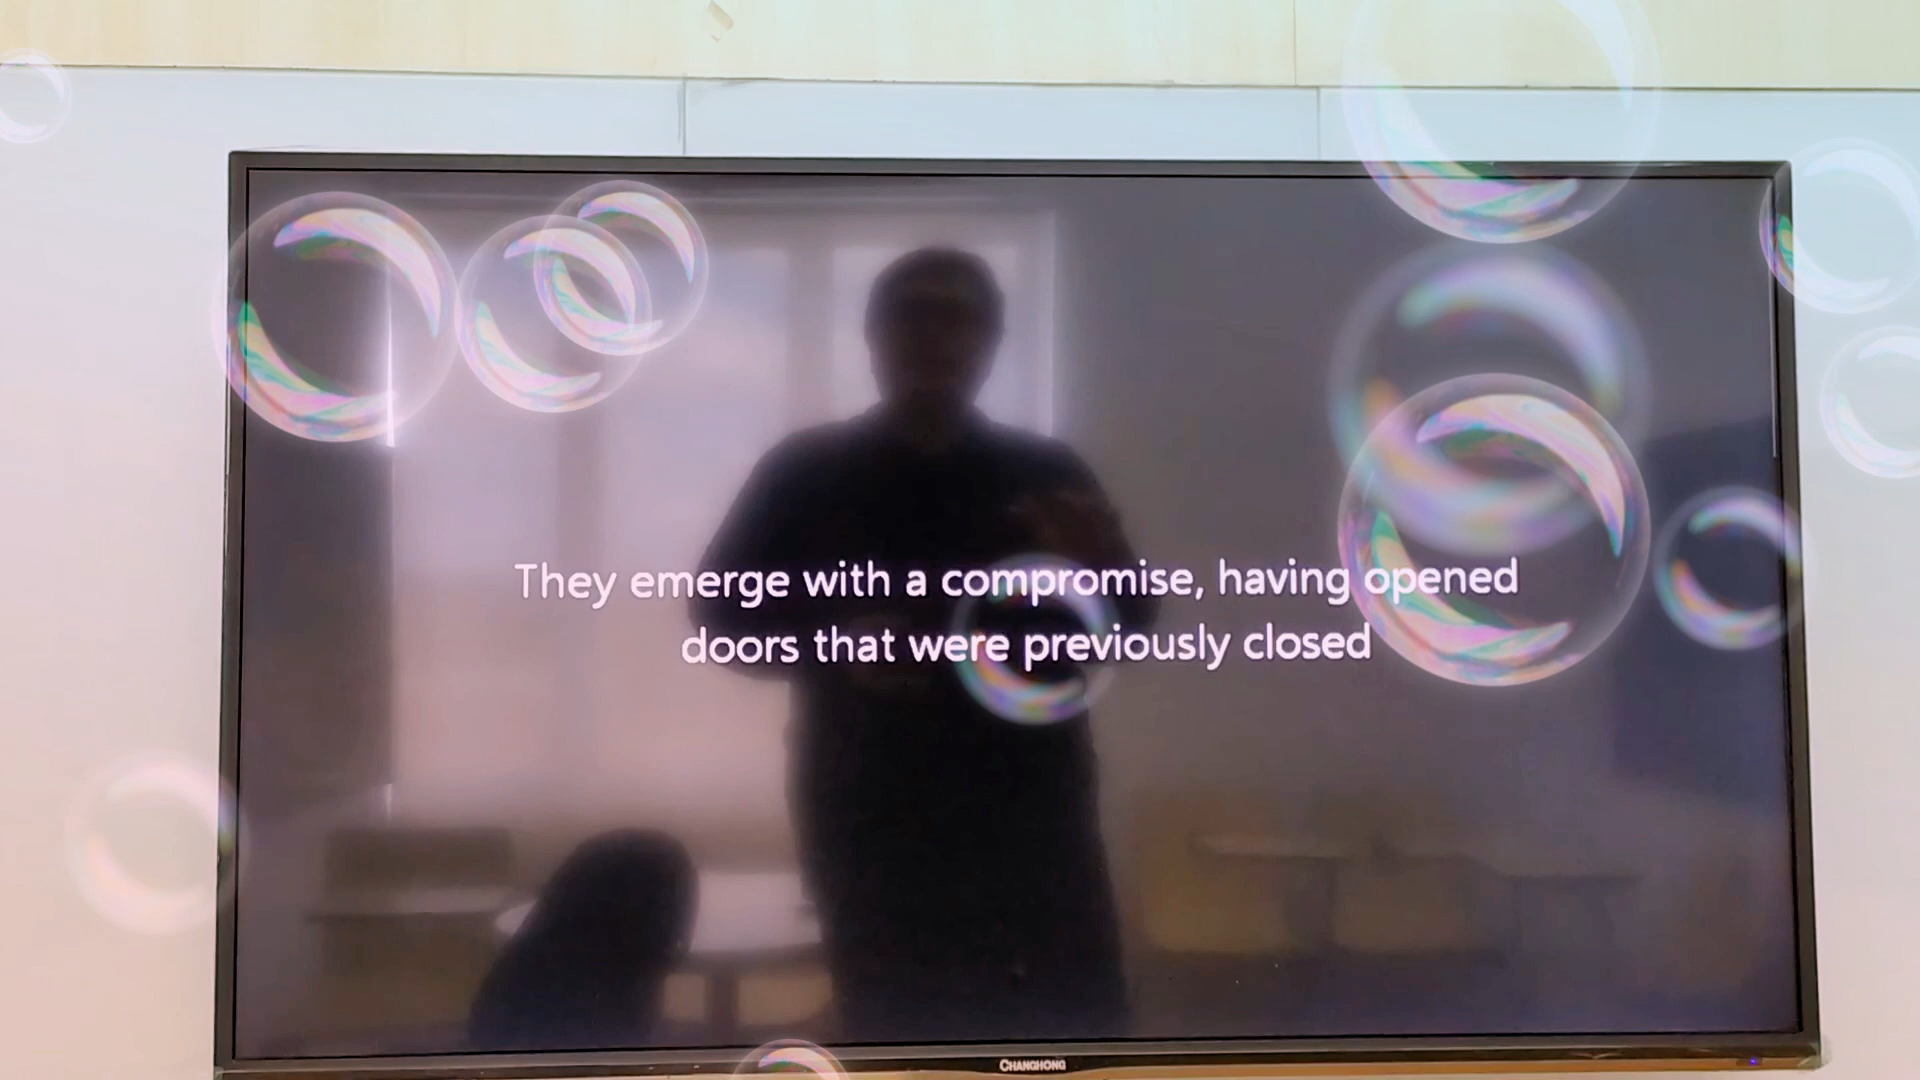 They emerge with a compromise, having opened
doors that were previously closed
CHANGHONG